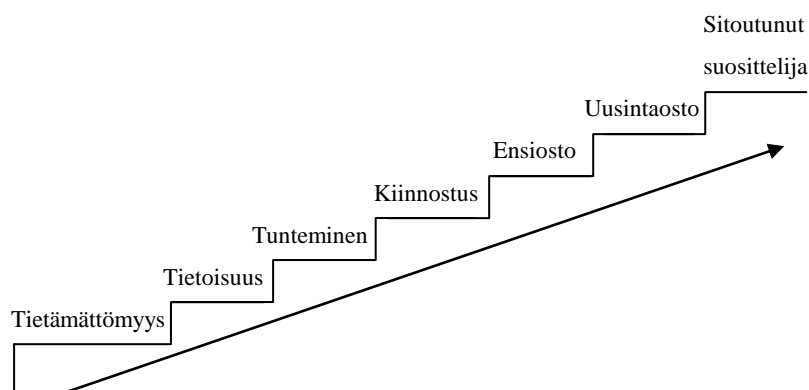 Sitoutunut
suosittelija
Uusintaosto
Ensiosto
Kiinnostus
Tunteminen
Tietoisuus
Tietämättömyys